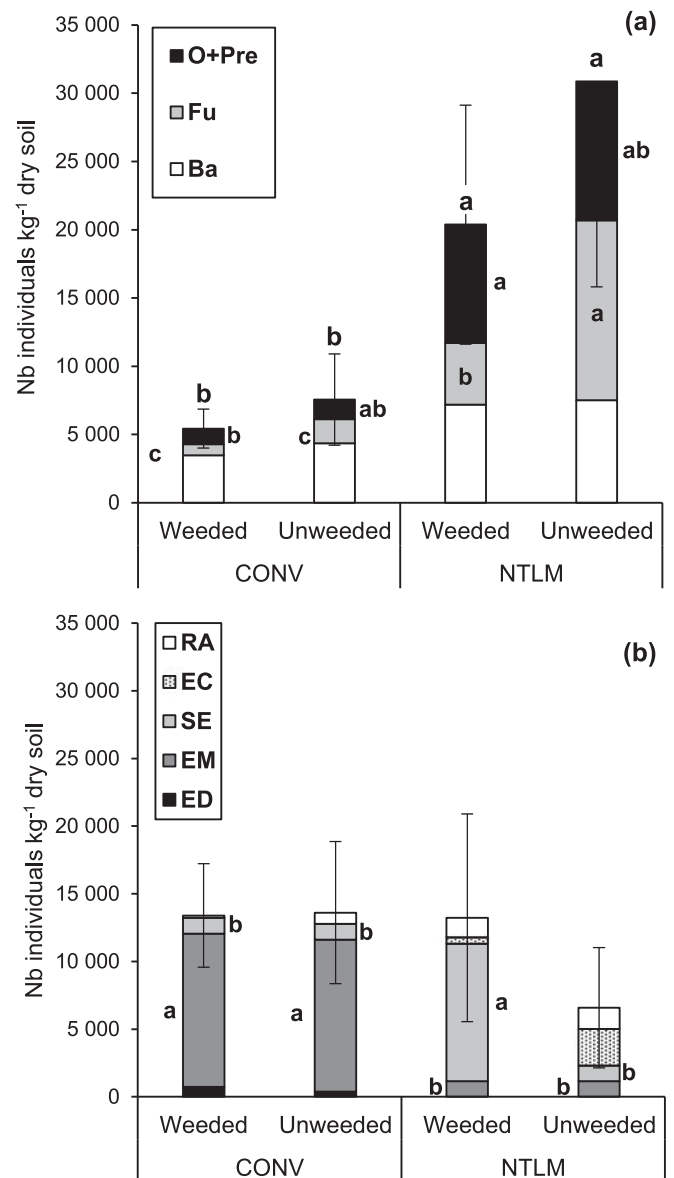 (a)
35 000
30 000
25 000
20 000
15 000
10 000
5 000
0
Nb individuals kg-1 dry soil
O+Pre
Fu
Ba
b
b
c
b
ab
c
a
a
b
a
ab
a
Weeded Unweeded Weeded Unweeded
CONV NTLM
(b)
35 000
30 000
25 000
20 000
15 000
10 000
5 000
0
Nb individuals kg-1 dry soil
RA
EC
SE
EM
ED
b
a
b
a
a
b
b
b
Weeded Unweeded Weeded Unweeded
CONV NTLM